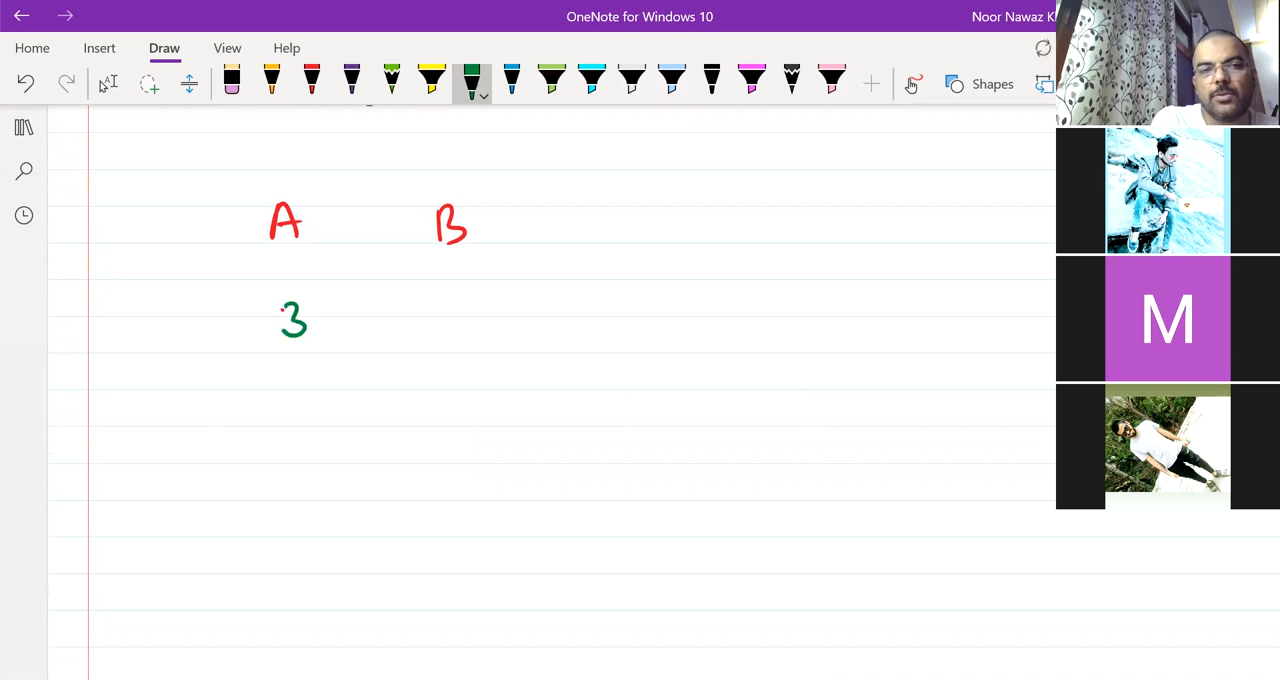 OneNote for Windows 10
Noor Nawaz K
Home Insert Draw View Help
Shapes
A B
3
M